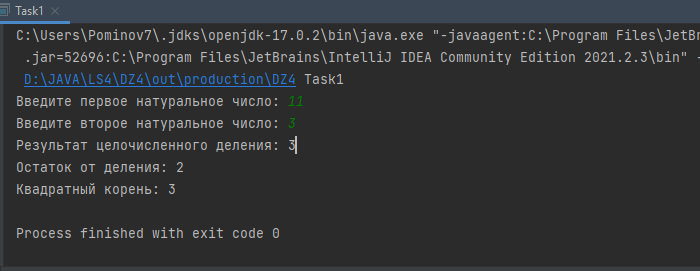 Task1
C:\Users\Pominov7\.jdks\openjdk-17.0.2\bin\java.exe "-javaagent:C:\Program Files\JetBra
.jar=52696:C:\Program Files\JetBrains\IntelliJ IDEA Community Edition 2021.2.3\bin" -
D:\JAVA\LS4\DZ4\out\production\DZ4 Task1
Введите первое натуральное число: 11
Введите второе натуральное число: 3
Результат целочисленного деления: 3
Остаток от деления: 2
Квадратный корень: 3
Process finished with exit code 0